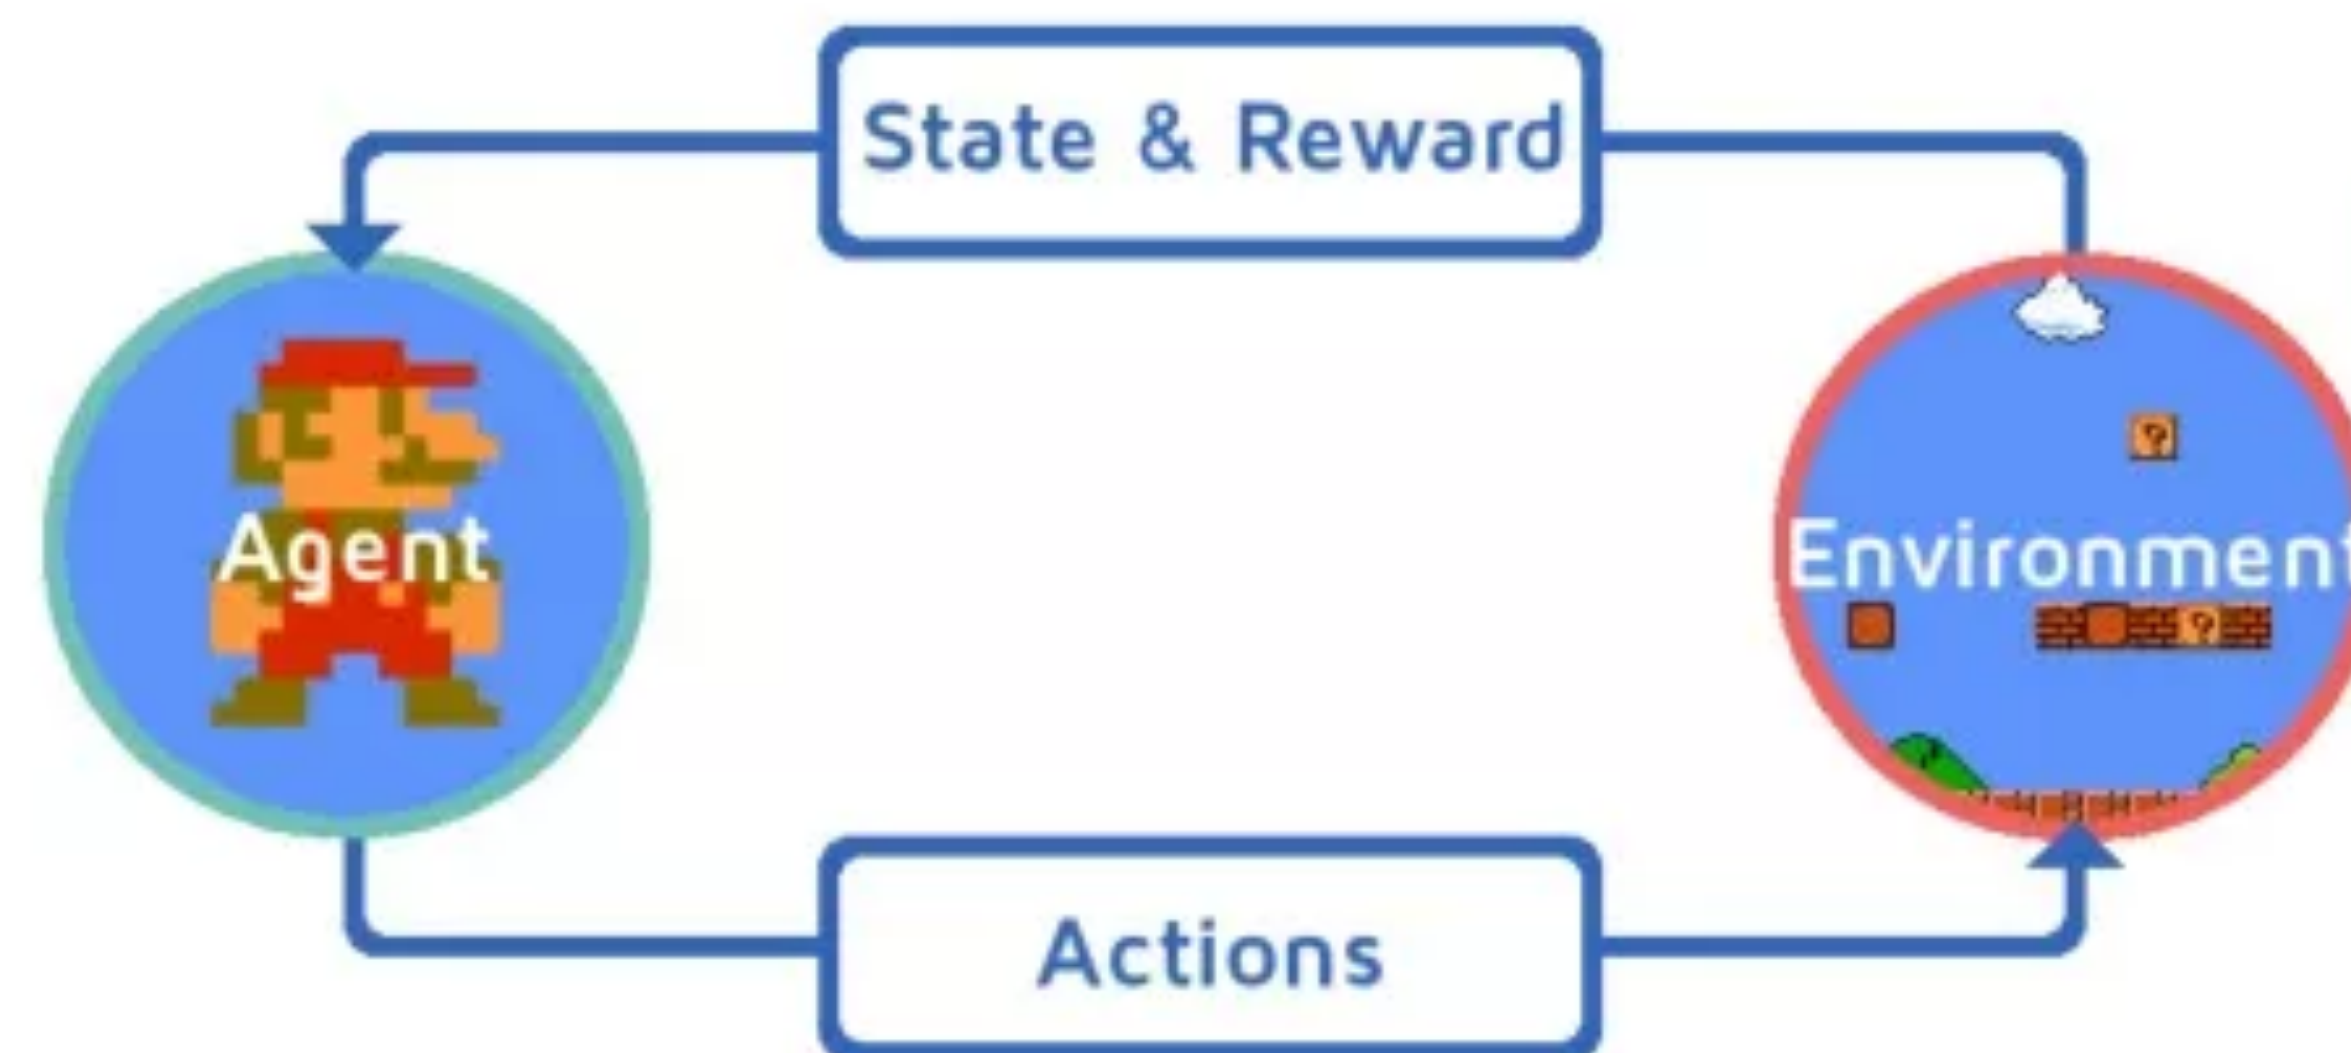 State & Reward
Agent
Environment
?
?
Actions